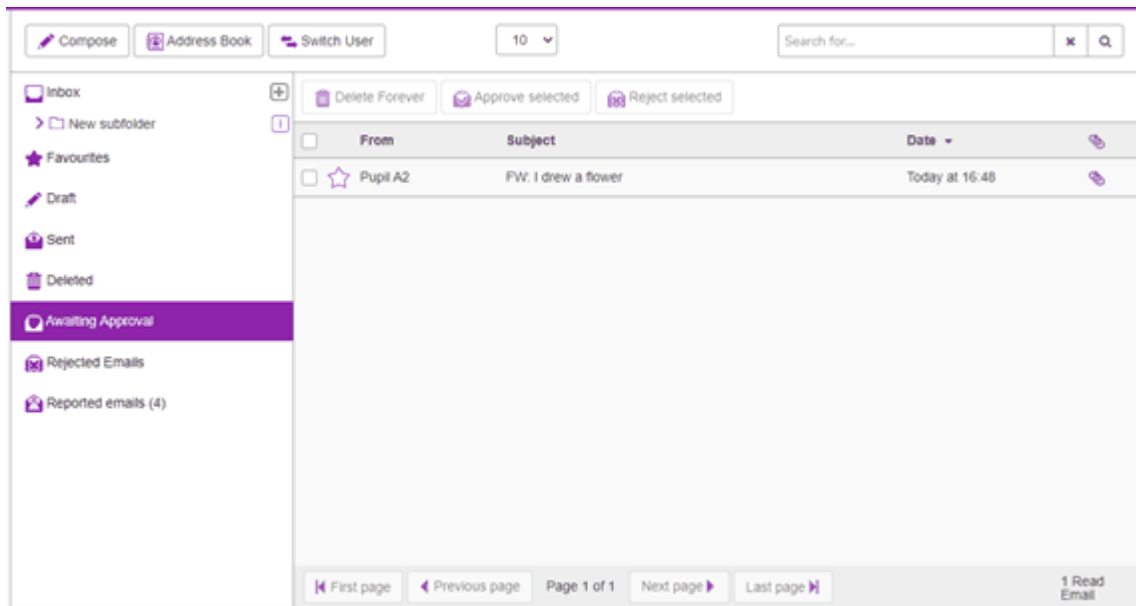 Compose Address Book Switch User 10 Search for...
Inbox
New subfolder
Favourites
Draft
Sent
Deleted
Awaiting Approval
Rejected Emails
Reported emails (4)
Delete Forever Approve selected Reject selected
From Subject Date
Pupil A2 FW: I drew a flower Today at 16:48
First page Previous page Page 1 of 1 Next page Last page 1 Read
Email